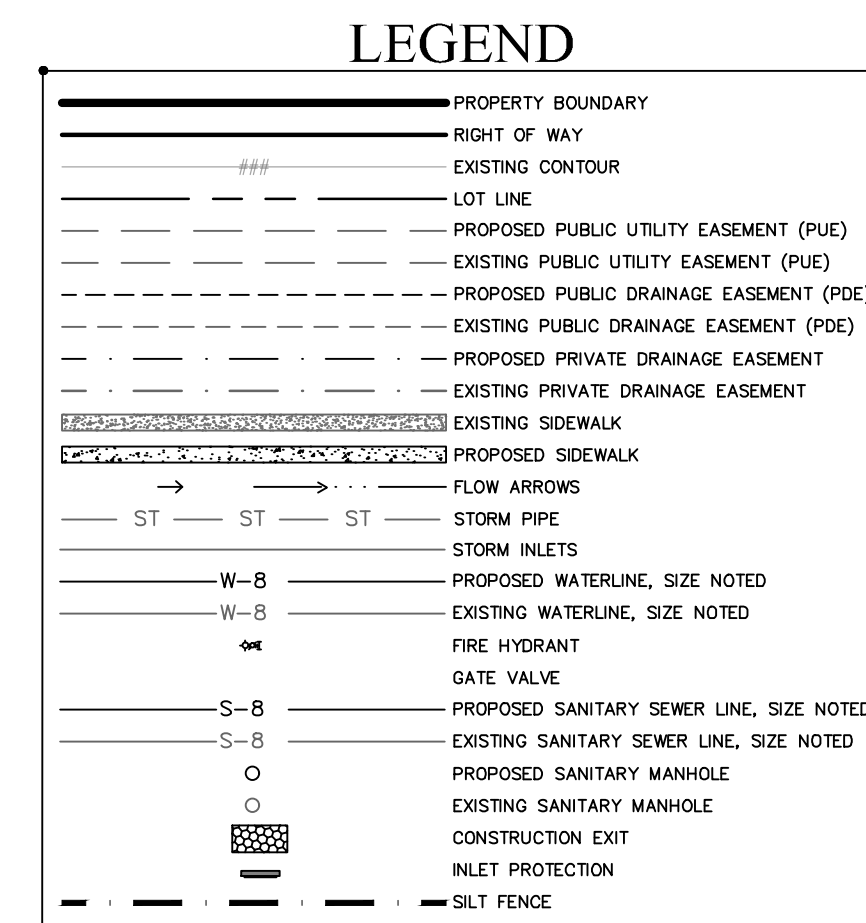 LEGEND
PROPERTY BOUNDARY
RIGHT OF WAY
### EXISTING CONTOUR
LOT LINE
PROPOSED PUBLIC UTILITY EASEMENT (PUE)
EXISTING PUBLIC UTILITY EASEMENT (PUE)
PROPOSED PUBLIC DRAINAGE EASEMENT (PDE)
EXISTING PUBLIC DRAINAGE EASEMENT (PDE)
PROPOSED PRIVATE DRAINAGE EASEMENT
EXISTING PRIVATE DRAINAGE EASEMENT
EXISTING SIDEWALK
PROPOSED SIDEWALK
FLOW ARROWS
ST ST ST STORM PIPE
STORM INLETS
W-8 PROPOSED WATERLINE, SIZE NOTED
W-8 EXISTING WATERLINE, SIZE NOTED
FIRE HYDRANT
GATE VALVE
S-8 PROPOSED SANITARY SEWER LINE, SIZE NOTED
S-8 EXISTING SANITARY SEWER LINE, SIZE NOTED
PROPOSED SANITARY MANHOLE
EXISTING SANITARY MANHOLE
CONSTRUCTION EXIT
INLET PROTECTION
SILT FENCE